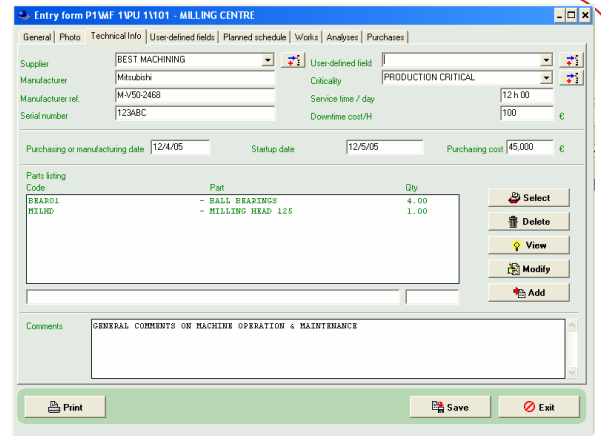 Entry form P1\MF 1\PU 1\101 - MILLING CENTRE
General Photo Technical Info User-defined fields Planned schedule Works Analyses Purchases
Supplier BEST MACHINING User-defined field
Manufacturer Mitsubishi Criticality PRODUCTION CRITICAL
Manufacturer ref. M-V50-2468 Service time / day 12 h 00
Serial number 123ABC Downtime cost/H 100 €
Purchasing or manufacturing date 12/4/05 Startup date 12/5/05 Purchasing cost 45,000 €
Parts listing
Code Part Qty
BEAR01 - BALL BEARINGS 4.00
MILHD - MILLING HEAD 125 1.00
Select
Delete
View
Modify
Add
Comments GENERAL COMMENTS ON MACHINE OPERATION & MAINTENANCE
Print Save Exit